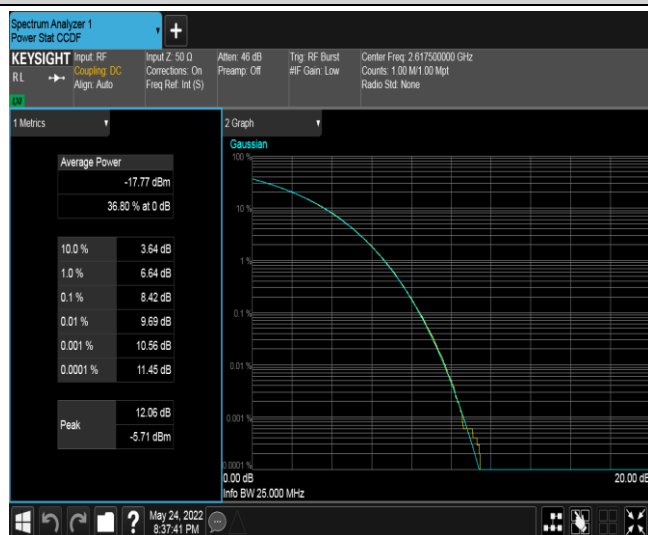 Spectrum Analyzer 1
Power Stat CCDF
+
KEYSIGHT
RL
Input: RF
Coupling: DC
Align: Auto
Input Z: 50 Ω
Corrections: On
Freq Ref: Int (S)
Atten: 46 dB
Preamp: Off
Trig: RF Burst
#IF Gain: Low
Center Freq: 2.617500000 GHz
Counts: 1.00 M/1.00 Mpt
Radio Std: None
LXI
1 Metrics
Average Power
-17.77 dBm
36.80 % at 0 dB
10.0 % 3.64 dB
1.0 % 6.64 dB
0.1 % 8.42 dB
0.01 % 9.69 dB
0.001 % 10.56 dB
0.0001 % 11.45 dB
Peak
12.06 dB
-5.71 dBm
2 Graph
Gaussian
100 %
10 %
1 %
0.1 %
0.01 %
0.001 %
0.0001 %
0.00 dB
20.00 dB
Info BW 25.000 MHz
?
May 24, 2022
8:37:41 PM